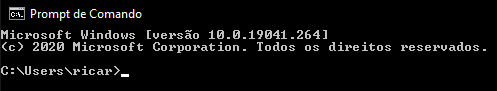 Prompt de Comando
Microsoft Windows [versão 10.0.19041.264]
(c) 2020 Microsoft Corporation. Todos os direitos reservados.
C:\Users\ricar>_